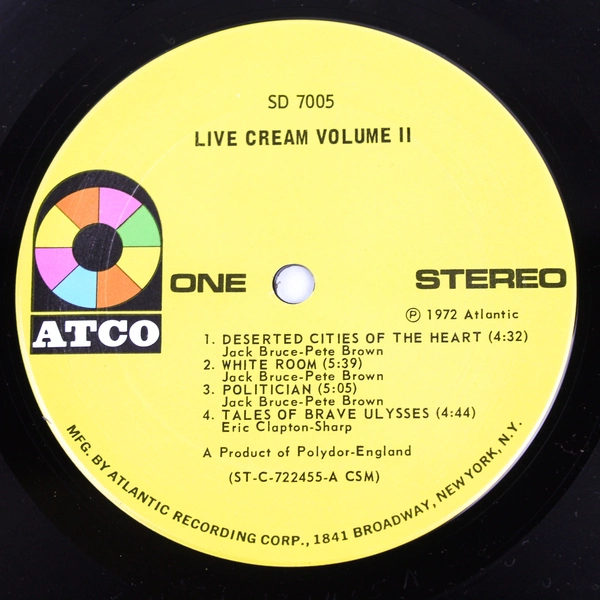 SD 7005
LIVE CREAM VOLUME II
ATCO
ONE
STEREO
Ⓟ 1972 Atlantic
1. DESERTED CITIES OF THE HEART (4:32)
Jack Bruce-Pete Brown
2. WHITE ROOM (5:39)
Jack Bruce-Pete Brown
3. POLITICIAN (5:05)
Jack Bruce-Pete Brown
4. TALES OF BRAVE ULYSSES (4:44)
Eric Clapton-Sharp
A Product of Polydor-England
(ST-C-722455-A CSM)
MFG. BY ATLANTIC RECORDING CORP., 1841 BROADWAY, NEW YORK, N.Y.